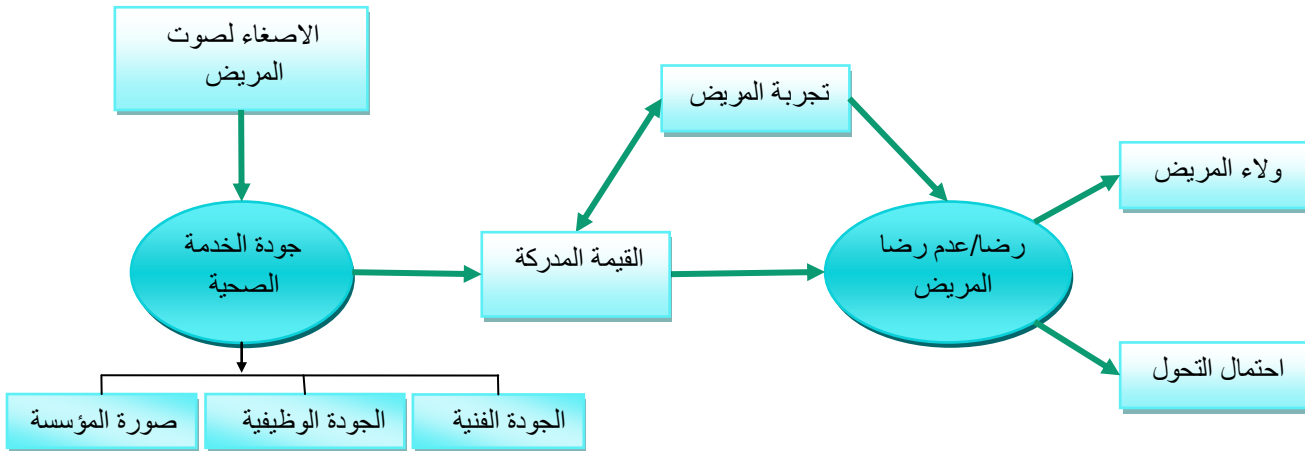 الاصغاء لصوت
المريض
تجربة المريض
ولاء المريض
جودة الخدمة
الصحية
القيمة المدركة
رضا/عدم رضا
المريض
احتمال التحول
الجودة الفنية
الجودة الوظيفية
صورة المؤسسة